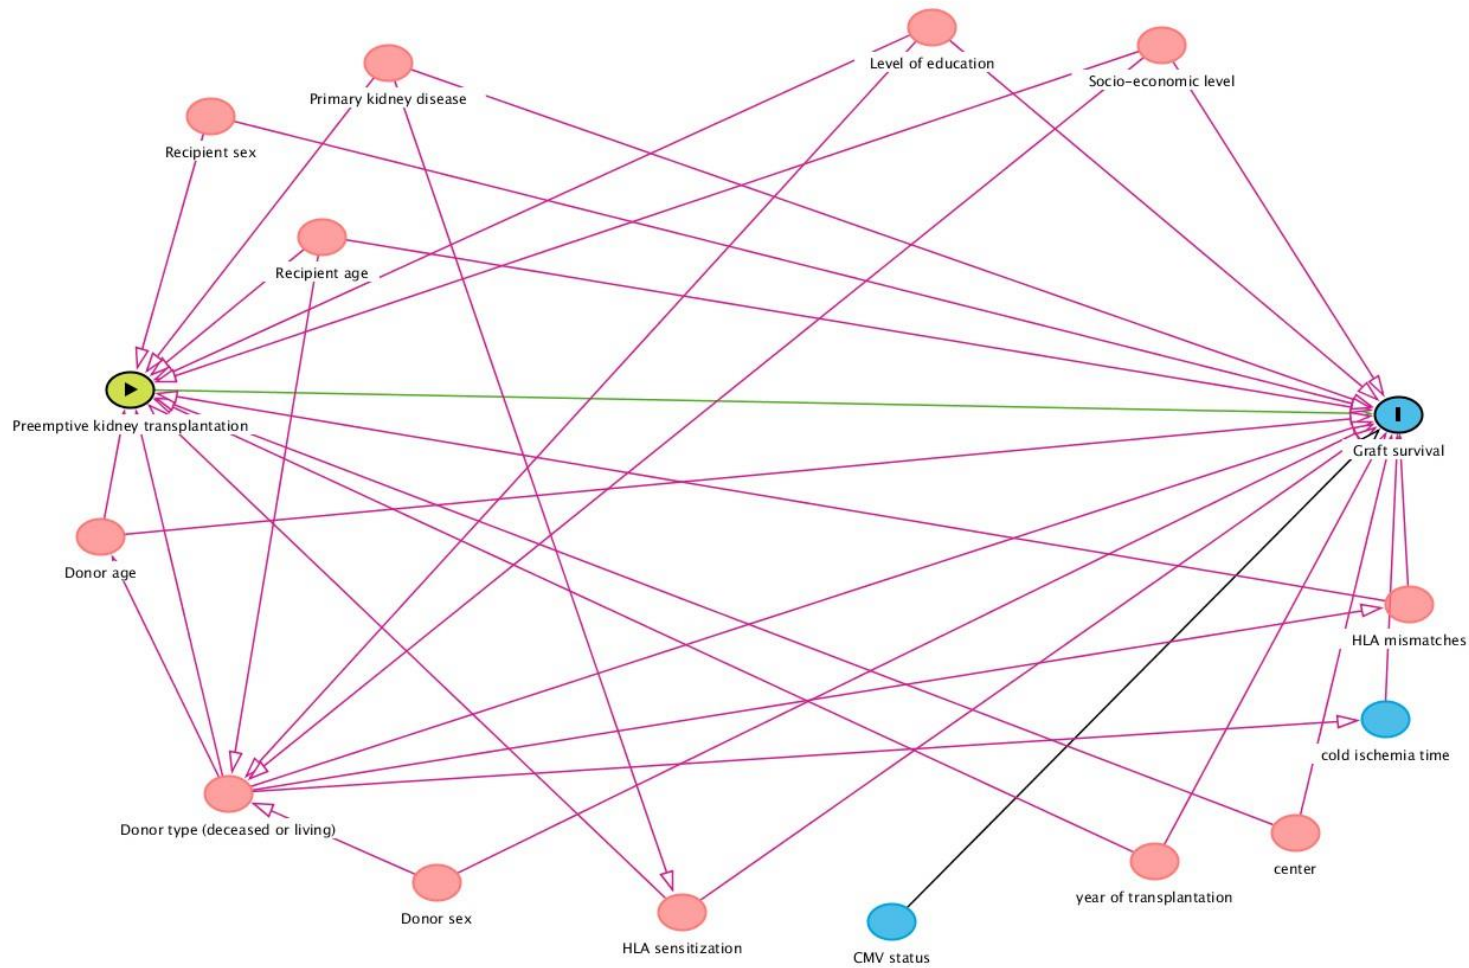 Level of education
Socio-economic level
Primary kidney disease
Recipient sex
Recipient age
Preemptive kidney transplantation
Graft survival
Donor age
HLA mismatches
cold ischemia time
Donor type (deceased or living)
center
year of transplantation
Donor sex
HLA sensitization
CMV status